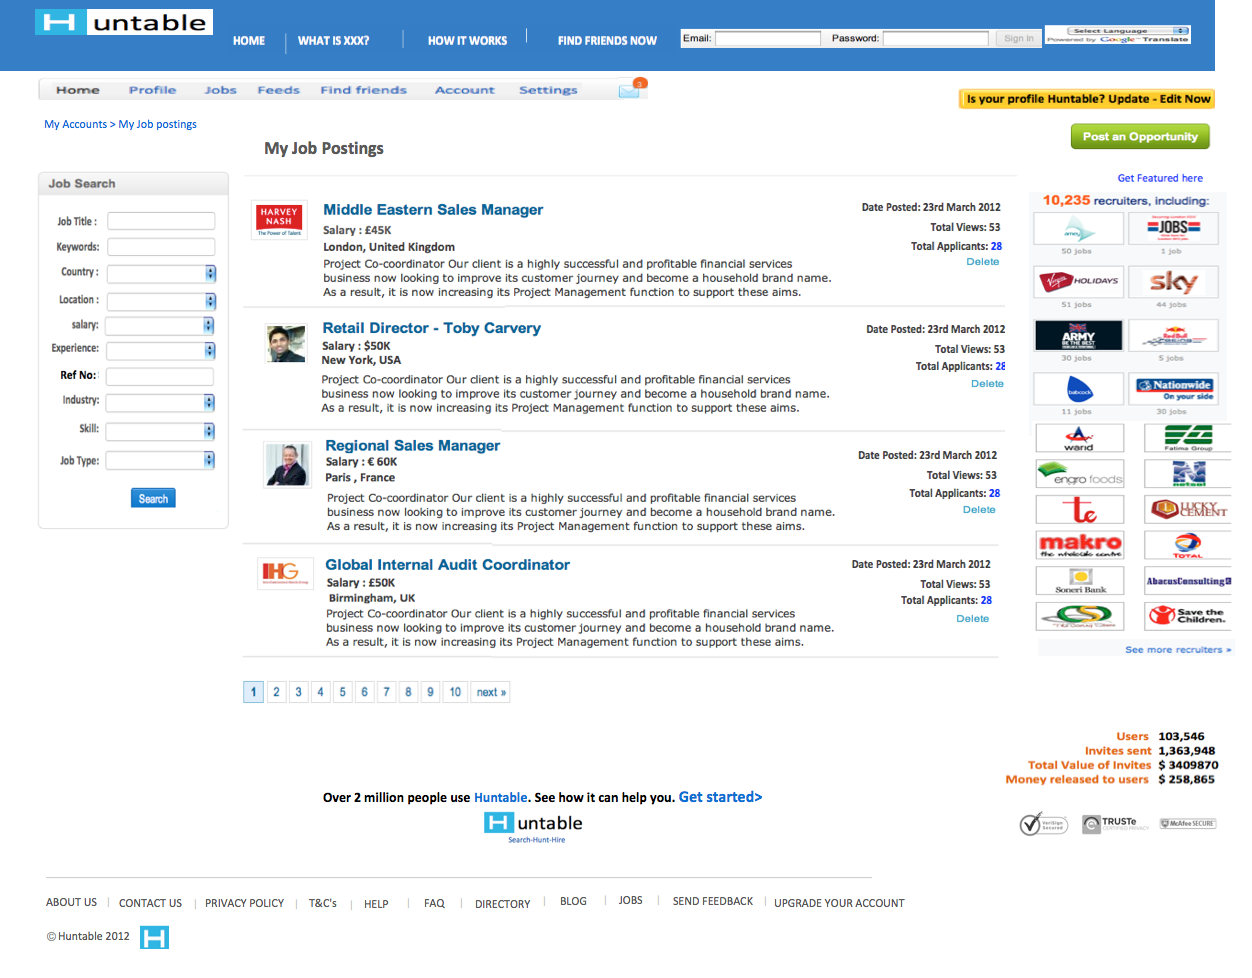 H untable
HOME
WHAT IS XXX?
HOW IT WORKS
FIND FRIENDS NOW
Email:
Password:
Sign In
Select Language
Powered by Google Translate
Home
Profile
Jobs
Feeds
Find friends
Account
Settings
3
Is your profile Huntable? Update - Edit Now
My Accounts > My Job postings
Post an Opportunity
My Job Postings
Job Search
Job Title :
Keywords:
Country :
Location :
salary:
Experience:
Ref No:
Industry:
Skill:
Job Type:
Search
HARVEY
NASH
The Power of Talent
Middle Eastern Sales Manager
Salary : £45K
London, United Kingdom
Project Co-coordinator Our client is a highly successful and profitable financial services
business now looking to improve its customer journey and become a household brand name.
As a result, it is now increasing its Project Management function to support these aims.
Date Posted: 23rd March 2012
Total Views: 53
Total Applicants: 28
Delete
Retail Director - Toby Carvery
Salary : $50K
New York, USA
Project Co-coordinator Our client is a highly successful and profitable financial services
business now looking to improve its customer journey and become a household brand name.
As a result, it is now increasing its Project Management function to support these aims.
Date Posted: 23rd March 2012
Total Views: 53
Total Applicants: 28
Delete
Regional Sales Manager
Salary : € 60K
Paris , France
Project Co-coordinator Our client is a highly successful and profitable financial services
business now looking to improve its customer journey and become a household brand name.
As a result, it is now increasing its Project Management function to support these aims.
Date Posted: 23rd March 2012
Total Views: 53
Total Applicants: 28
Delete
IHG
Global Internal Audit Coordinator
Salary : £50K
Birmingham, UK
Project Co-coordinator Our client is a highly successful and profitable financial services
business now looking to improve its customer journey and become a household brand name.
As a result, it is now increasing its Project Management function to support these aims.
Date Posted: 23rd March 2012
Total Views: 53
Total Applicants: 28
Delete
1 2 3 4 5 6 7 8 9 10 next »
Get Featured here
10,235 recruiters, including:
amey
JOBS
50 jobs
1 job
Virgin HOLIDAYS
sky
51 jobs
44 jobs
ARMY
BE THE BEST
Red Bull
RACING
30 jobs
5 jobs
babcock
Nationwide
On your side
11 jobs
30 jobs
warid
Fatima Group
engro foods
netsol
te
LUCKY
CEMENT
makro
the wholesale centre
TOTAL
Soneri Bank
AbacusConsulting
Save the
Children.
See more recruiters »
Users 103,546
Invites sent 1,363,948
Total Value of Invites $ 3409870
Money released to users $ 258,865
VeriSign
Secured
TRUSTe
CERTIFIED PRIVACY
McAfee SECURE
Over 2 million people use Huntable. See how it can help you. Get started>
H untable
Search-Hunt-Hire
ABOUT US
CONTACT US
PRIVACY POLICY
T&C's
HELP
FAQ
DIRECTORY
BLOG
JOBS
SEND FEEDBACK
UPGRADE YOUR ACCOUNT
© Huntable 2012 H